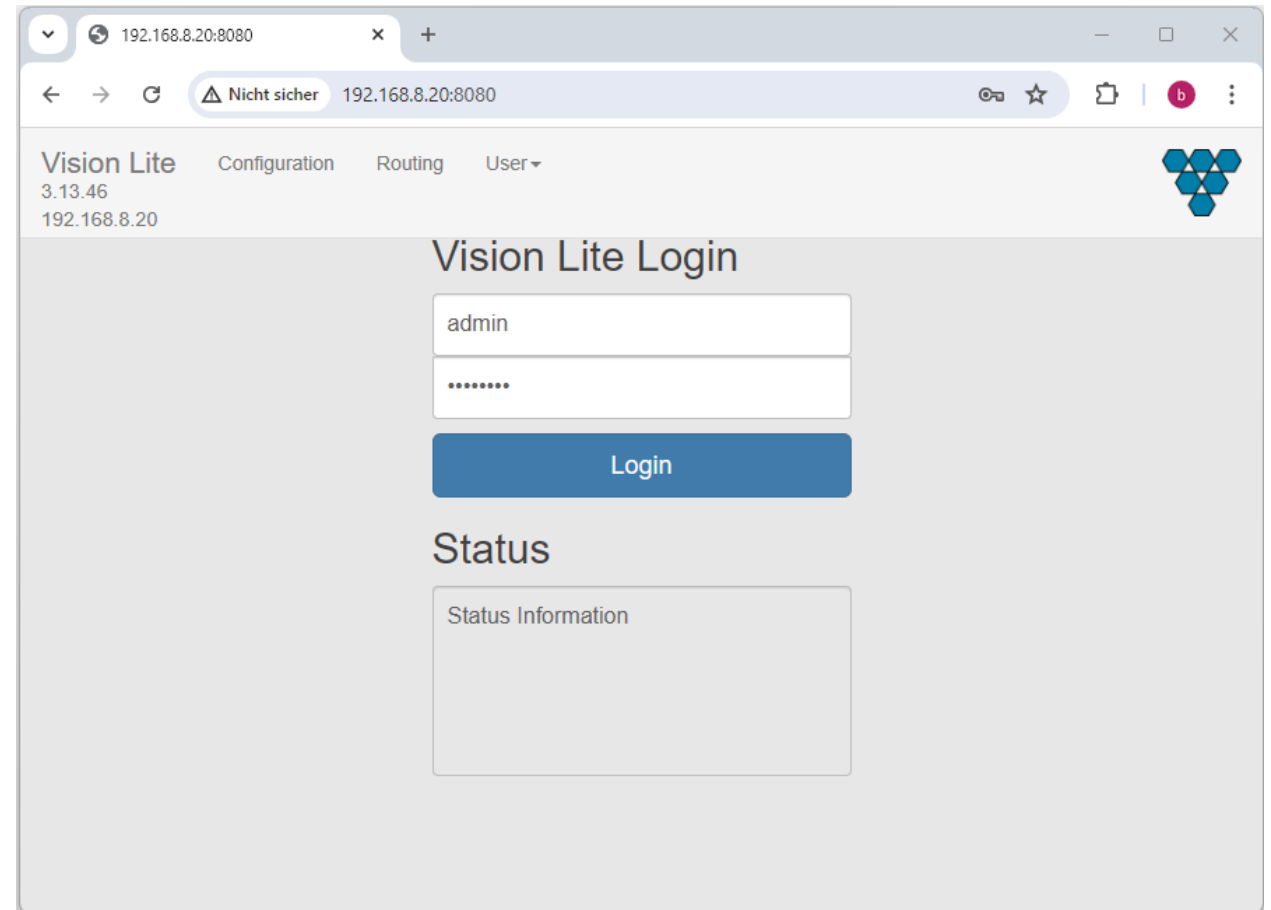 192.168.8.20:8080
Nicht sicher 192.168.8.20:8080
b
Vision Lite Configuration Routing User
3.13.46
192.168.8.20
Vision Lite Login
admin
••••••••
Login
Status
Status Information